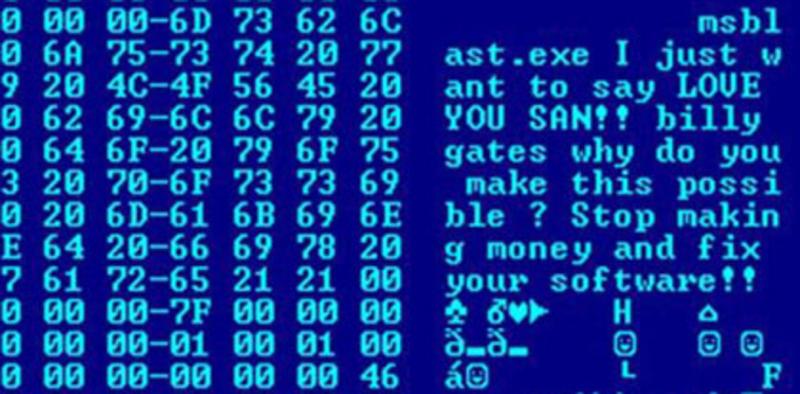 0 00 00-6D 73 62 6C msbl
0 6A 75-73 74 20 77 ast.exe I just w
9 20 4C-4F 56 45 20 ant to say LOVE
0 62 69-6C 6C 79 20 YOU SAN!! billy
0 64 6F-20 79 6F 75 gates why do you
3 20 70-6F 73 73 69 make this possi
0 20 6D-61 6B 69 6E ble ? Stop makin
E 64 20-66 69 78 20 g money and fix
7 61 72-65 21 21 00 your software!!
0 00 00-7F 00 00 00 ♣ ♂♥► H ⌂
0 00 00-01 00 01 00 ð_ð_ ☺ ☺ ☺
0 00 00-00 00 00 46 á☺ └ F